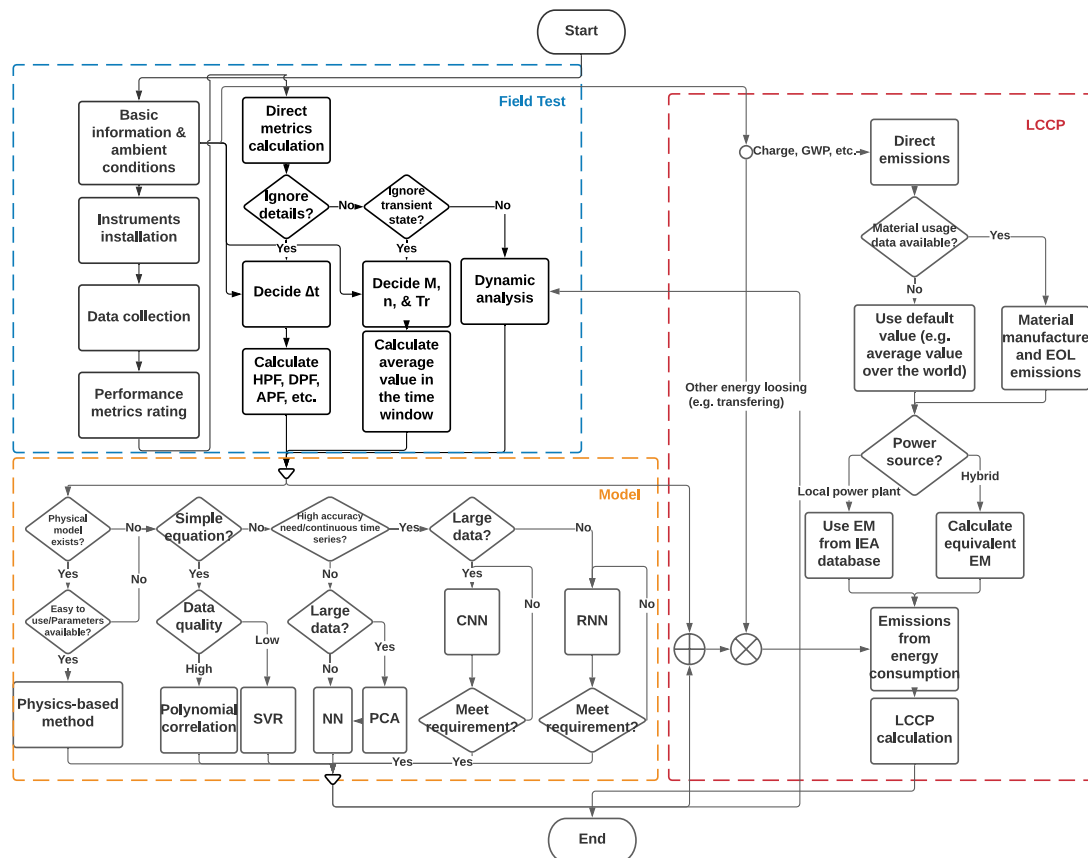 Start
Field Test
Basic
information &
ambient
conditions
Instruments
installation
Data collection
Performance
metrics rating
Direct
metrics
calculation
Ignore
details?
No
Ignore
transient
state?
No
Yes
Yes
Decide Δt
Decide M,
n, & Tr
Dynamic
analysis
Calculate
HPF, DPF,
APF, etc.
Calculate
average
value in
the time
window
LCCP
Charge, GWP, etc.
Direct
emissions
Material usage
data available?
Yes
No
Use default
value (e.g.
average value
over the world)
Material
manufacture
and EOL
emissions
Other energy loosing
(e.g. transfering)
Power
source?
Local power plant
Hybrid
Use EM
from IEA
database
Calculate
equivalent
EM
Emissions
from
energy
consumption
LCCP
calculation
Model
Physical
model
exists?
No
Simple
equation?
No
High accuracy
need/continuous time
series?
Yes
Large
data?
No
Yes
No
Yes
No
Yes
Easy to
use/Parameters
available?
Data
quality
Low
Large
data?
Yes
CNN
No
RNN
No
Yes
High
No
Physics-based
method
Polynomial
correlation
SVR
NN
PCA
Meet
requirement?
Meet
requirement?
Yes
Yes
End